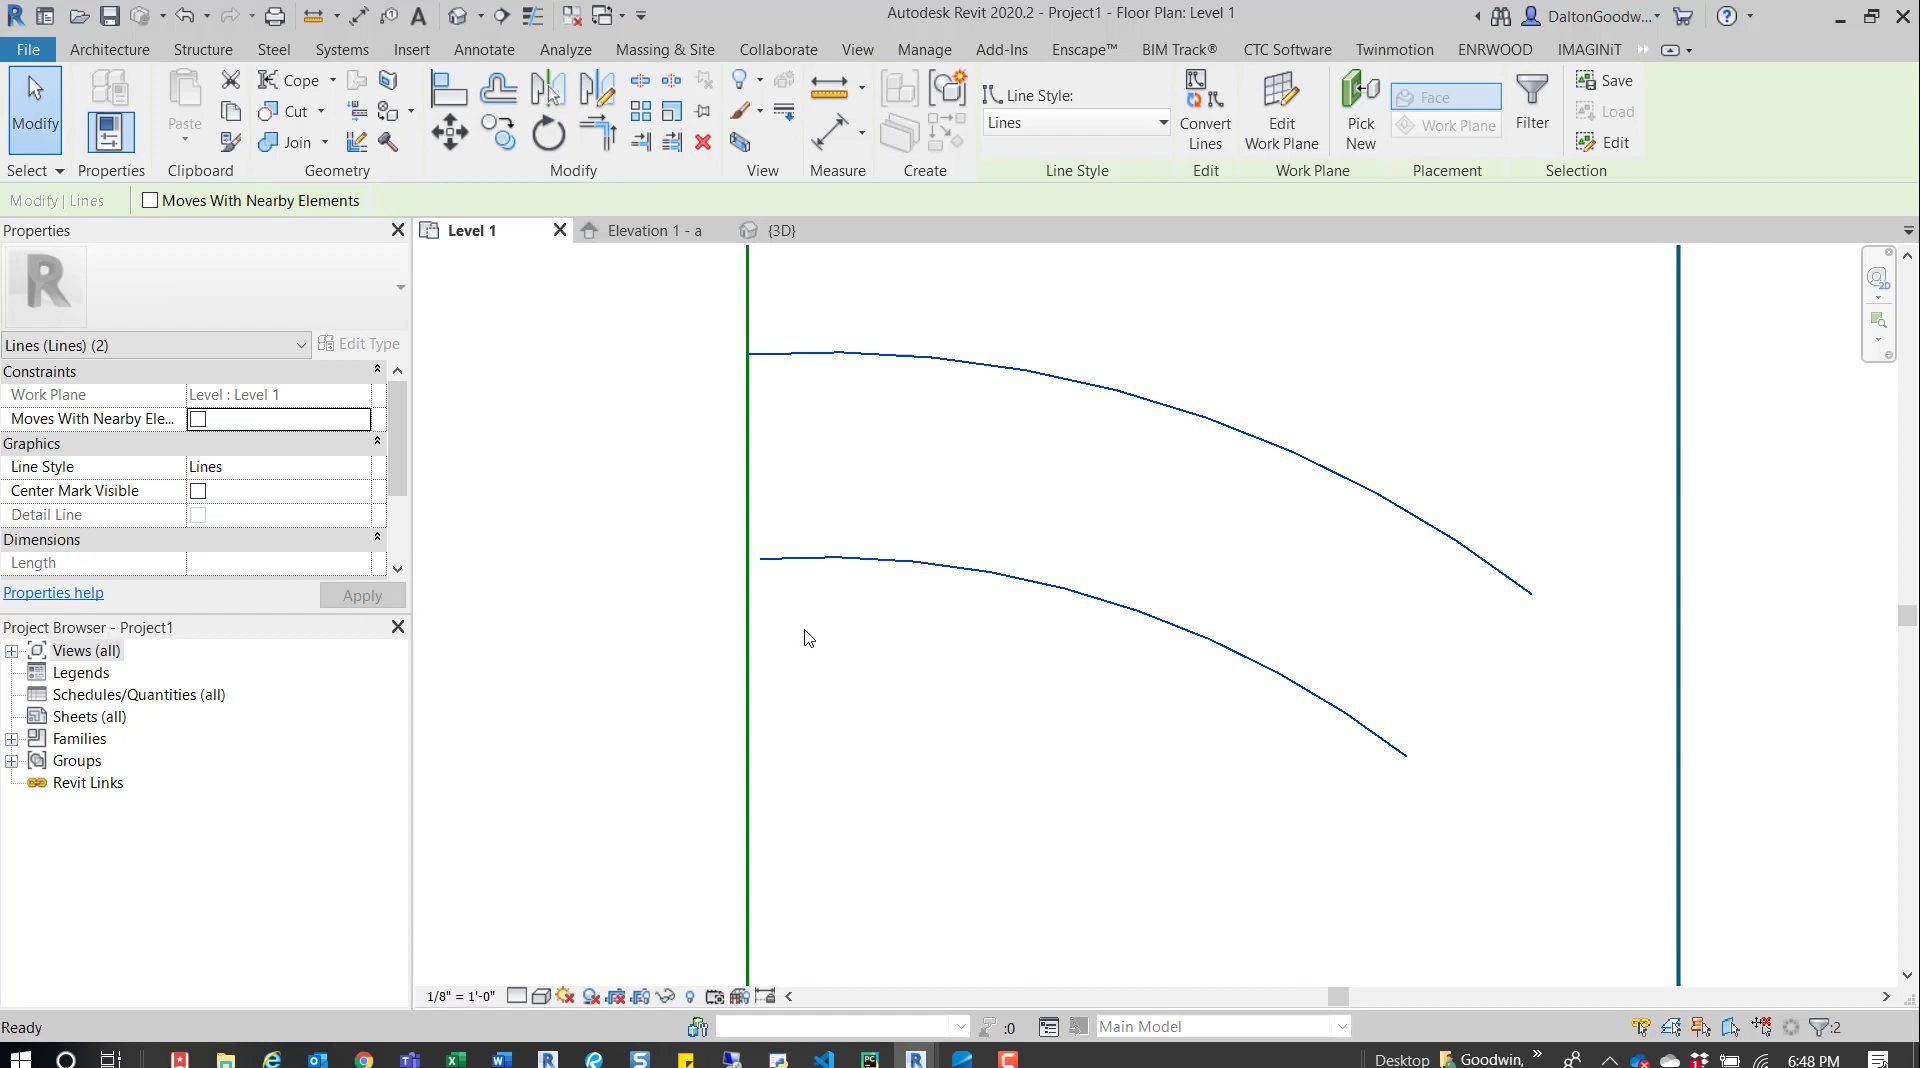 Autodesk Revit 2020.2 - Project1 - Floor Plan: Level 1
DaltonGoodw...
File Architecture Structure Steel Systems Insert Annotate Analyze Massing & Site Collaborate View Manage Add-Ins Enscape™ BIM Track® CTC Software Twinmotion ENRWOOD IMAGINiT
Modify
Paste
Cope
Cut
Join
Line Style:
Lines
Convert Lines
Edit Work Plane
Pick New
Face
Work Plane
Filter
Save
Load
Edit
Select Properties Clipboard Geometry Modify View Measure Create Line Style Edit Work Plane Placement Selection
Modify | Lines Moves With Nearby Elements
Properties
Level 1 Elevation 1 - a {3D}
R
Lines (Lines) (2) Edit Type
Constraints
Work Plane Level : Level 1
Moves With Nearby Ele...
Graphics
Line Style Lines
Center Mark Visible
Detail Line
Dimensions
Length
Properties help Apply
Project Browser - Project1
Views (all)
Legends
Schedules/Quantities (all)
Sheets (all)
Families
Groups
Revit Links
1/8" = 1'-0"
Ready :0 Main Model :2
Desktop Goodwin, 6:48 PM